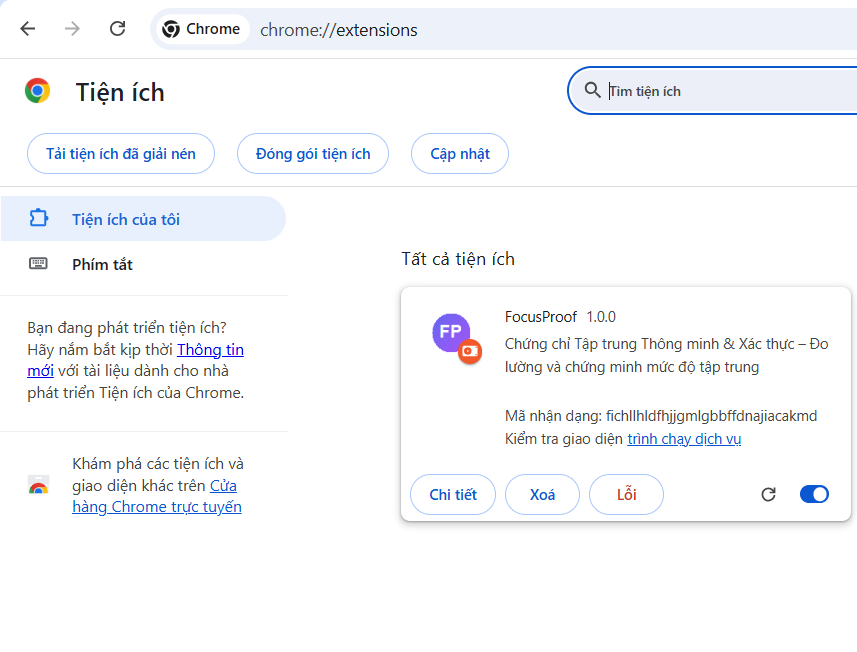 Chrome
chrome://extensions
Tiện ích
Tìm tiện ích
Tải tiện ích đã giải nén
Đóng gói tiện ích
Cập nhật
Tiện ích của tôi
Phím tắt
Bạn đang phát triển tiện ích?
Hãy nắm bắt kịp thời Thông tin
mới với tài liệu dành cho nhà
phát triển Tiện ích của Chrome.
Khám phá các tiện ích và
giao diện khác trên Cửa
hàng Chrome trực tuyến
Tất cả tiện ích
FP
FocusProof 1.0.0
Chứng chỉ Tập trung Thông minh & Xác thực – Đo
lường và chứng minh mức độ tập trung
Mã nhận dạng: fichllhldfhjjgmlgbbffdnajiacakmd
Kiểm tra giao diện trình chạy dịch vụ
Chi tiết
Xoá
Lỗi